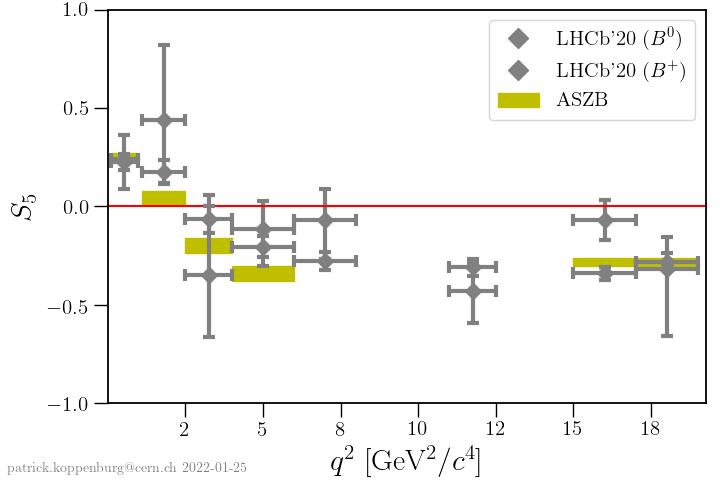 LHCb'20 (B⁰)
LHCb'20 (B⁺)
ASZB
1.0
0.5
0.0
−0.5
−1.0
S₅
2 5 8 10 12 15 18
q² [GeV²/c⁴]
patrick.koppenburg@cern.ch 2022-01-25